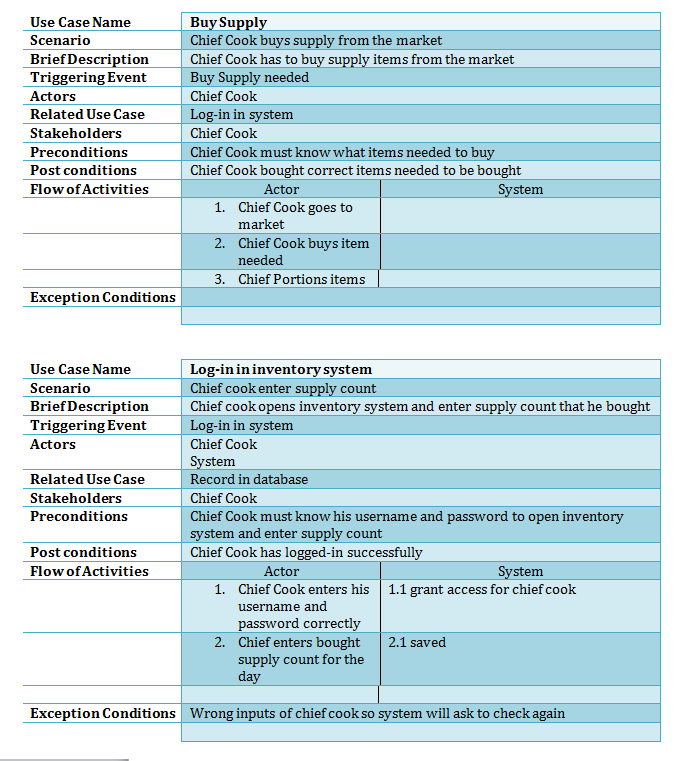 Use Case Name Buy Supply
Scenario Chief Cook buys supply from the market
Brief Description Chief Cook has to buy supply items from the market
Triggering Event Buy Supply needed
Actors Chief Cook
Related Use Case Log-in in system
Stakeholders Chief Cook
Preconditions Chief Cook must know what items needed to buy
Post conditions Chief Cook bought correct items needed to be bought
Flow of Activities Actor System
1. Chief Cook goes to
market
2. Chief Cook buys item
needed
3. Chief Portions items
Exception Conditions
Use Case Name Log-in in inventory system
Scenario Chief cook enter supply count
Brief Description Chief cook opens inventory system and enter supply count that he bought
Triggering Event Log-in in system
Actors Chief Cook
System
Related Use Case Record in database
Stakeholders Chief Cook
Preconditions Chief Cook must know his username and password to open inventory
system and enter supply count
Post conditions Chief Cook has logged-in successfully
Flow of Activities Actor System
1. Chief Cook enters his 1.1 grant access for chief cook
username and
password correctly
2. Chief enters bought 2.1 saved
supply count for the
day
Exception Conditions Wrong inputs of chief cook so system will ask to check again